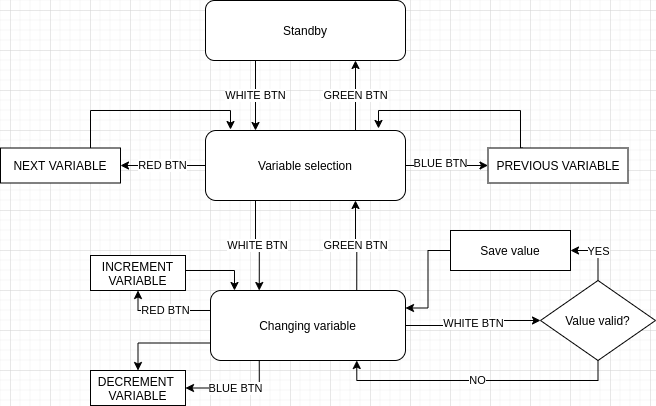 Standby
WHITE BTN
GREEN BTN
NEXT VARIABLE
RED BTN
Variable selection
BLUE BTN
PREVIOUS VARIABLE
WHITE BTN
GREEN BTN
Save value
YES
INCREMENT
VARIABLE
RED BTN
Changing variable
WHITE BTN
Value valid?
DECREMENT
VARIABLE
BLUE BTN
NO